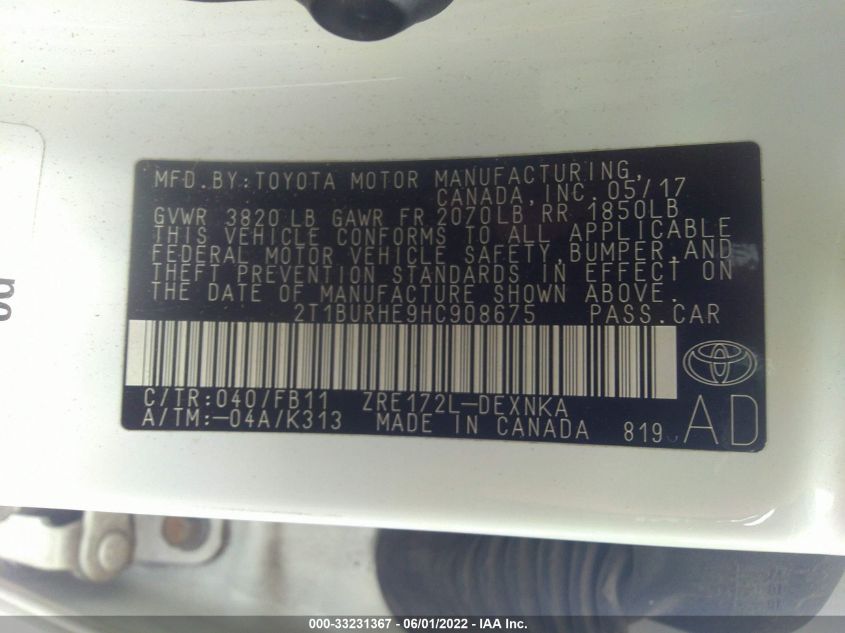 MFD.BY:TOYOTA MOTOR MANUFACTURING,
CANADA,INC. 05/17
GVWR 3820 LB GAWR FR 2070LB RR 1850LB
THIS VEHICLE CONFORMS TO ALL APPLICABLE
FEDERAL MOTOR VEHICLE SAFETY,BUMPER,AND
THEFT PREVENTION STANDARDS IN EFFECT ON
THE DATE OF MANUFACTURE SHOWN ABOVE.
2T1BURHE9HC908675 PASS.CAR
C/TR:040/FB11 ZRE172L-DEXNKA
A/TM:-04A/K313 MADE IN CANADA 819 AD
000-33231367 - 06/01/2022 - IAA Inc.